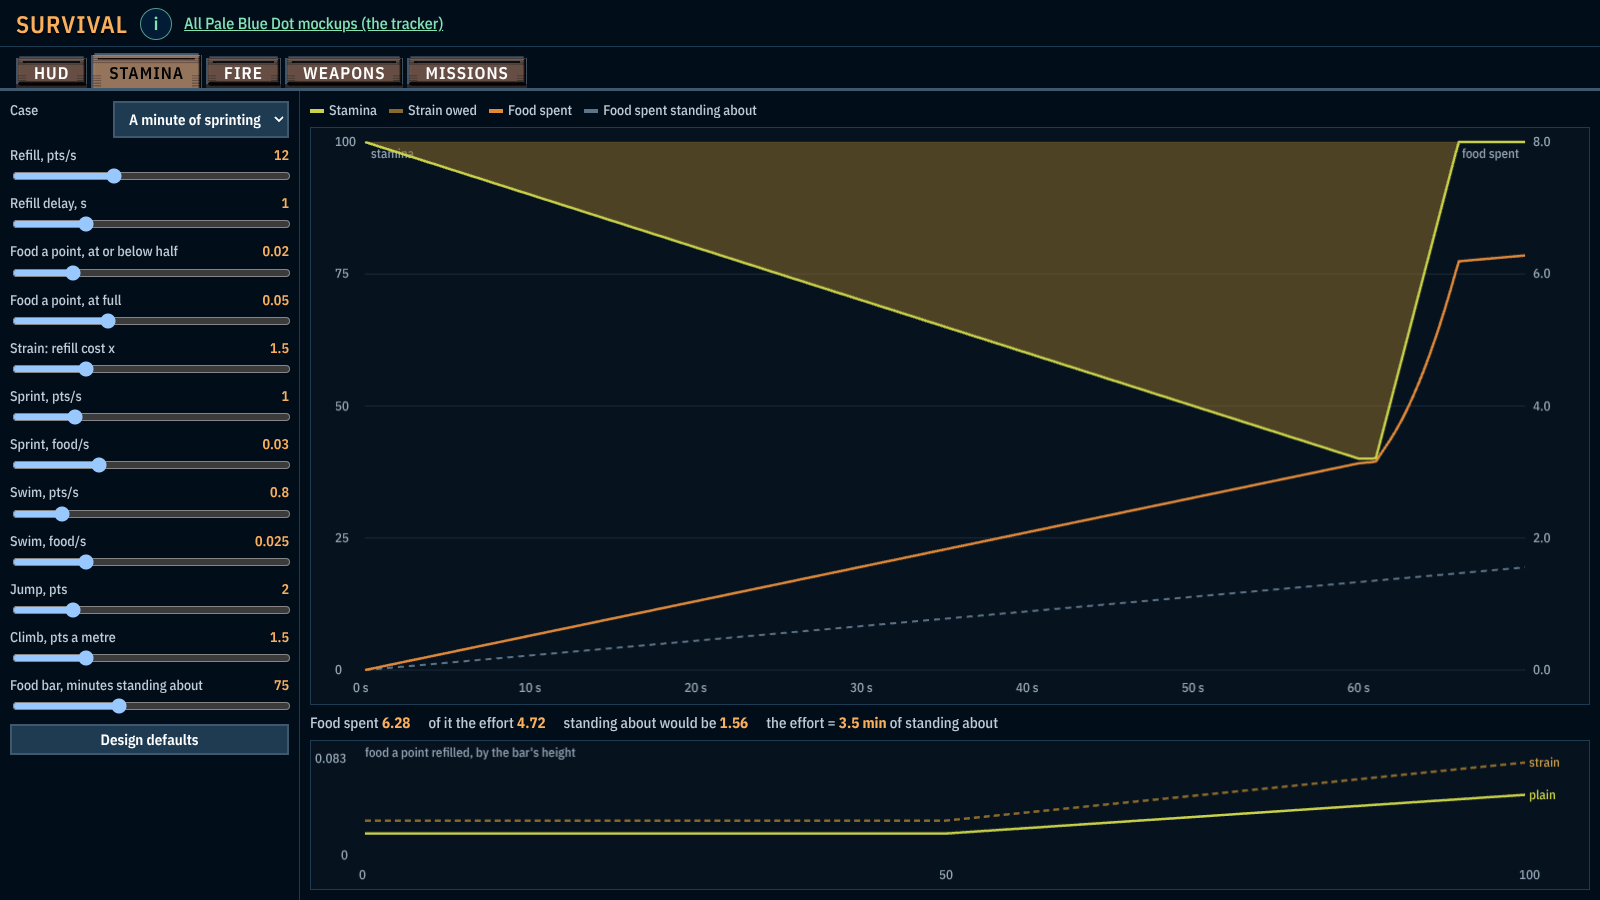 SURVIVAL i All Pale Blue Dot mockups (the tracker)
HUD STAMINA FIRE WEAPONS MISSIONS
Case A minute of sprinting
Refill, pts/s 12
Refill delay, s 1
Food a point, at or below half 0.02
Food a point, at full 0.05
Strain: refill cost x 1.5
Sprint, pts/s 1
Sprint, food/s 0.03
Swim, pts/s 0.8
Swim, food/s 0.025
Jump, pts 2
Climb, pts a metre 1.5
Food bar, minutes standing about 75
Design defaults
Stamina Strain owed Food spent Food spent standing about
100 8.0
stamina food spent
75 6.0
50 4.0
25 2.0
0 0.0
0 s 10 s 20 s 30 s 40 s 50 s 60 s
Food spent 6.28 of it the effort 4.72 standing about would be 1.56 the effort = 3.5 min of standing about
0.083 food a point refilled, by the bar's height
strain
plain
0
0 50 100